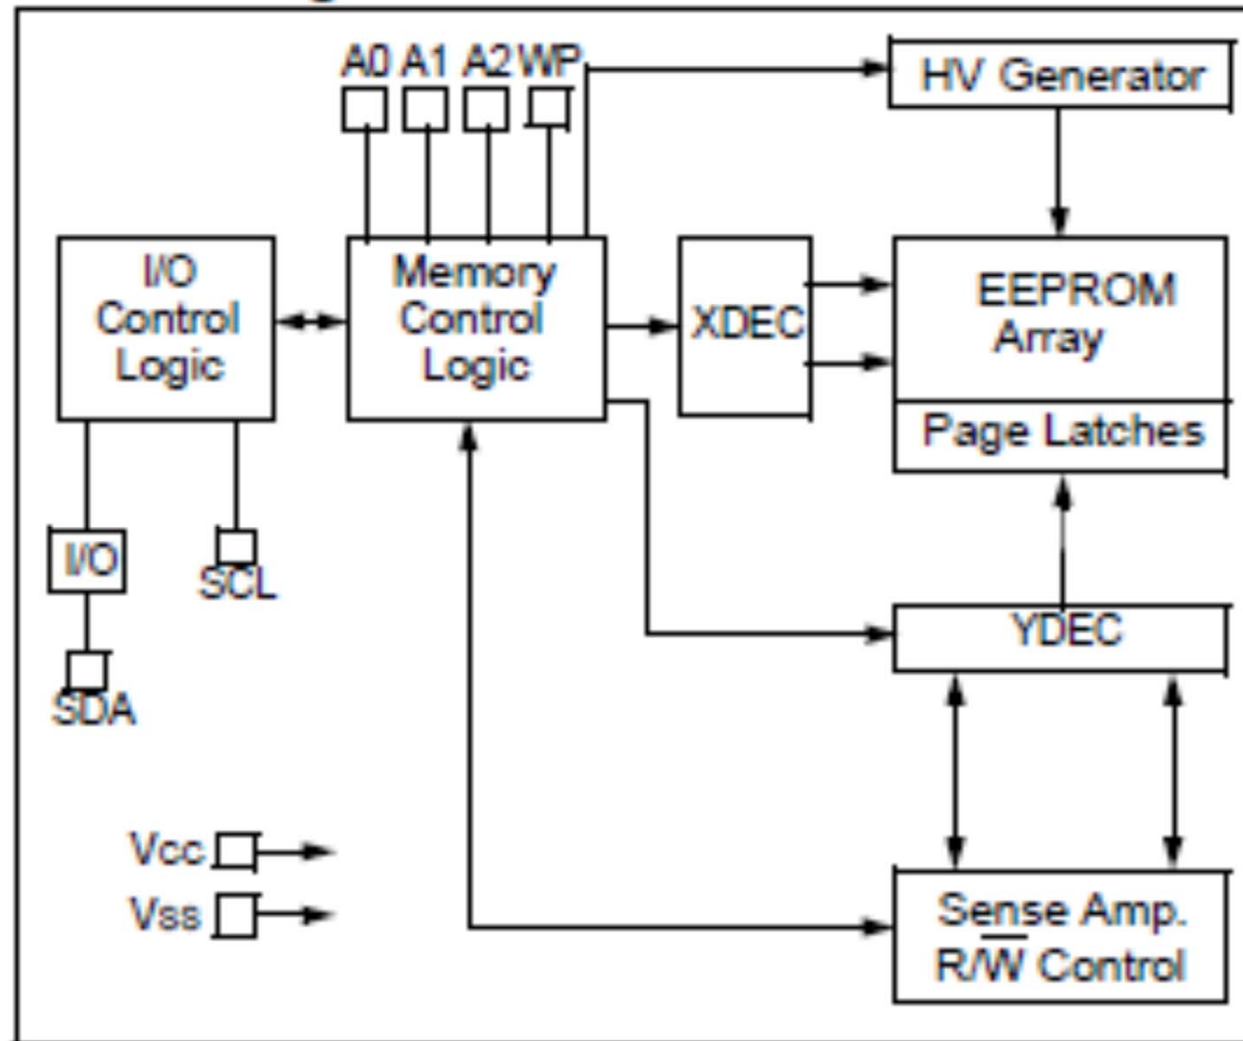 A0 A1 A2 WP
HV Generator
I/O
Control
Logic
Memory
Control
Logic
XDEC
EEPROM
Array
Page Latches
I/O
SCL
SDA
YDEC
Vcc
Vss
Sense Amp.
R/W̅ Control